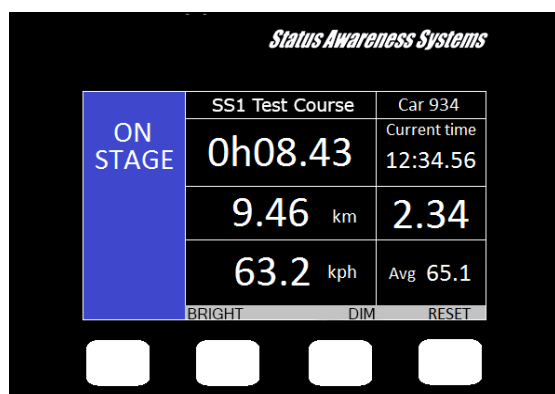 Status Awareness Systems
SS1 Test Course
Car 934
ON
STAGE
0h08.43
Current time
12:34.56
9.46 km
2.34
63.2 kph
Avg 65.1
BRIGHT DIM RESET